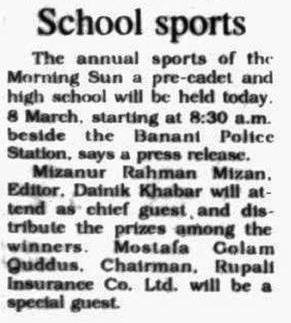 School sports
The annual sports of the
Morning Sun a pre-cadet and
high school will be held today.
8 March, starting at 8:30 a.m.
beside the Banani Police
Station, says a press release.
Mizanur Rahman Mizan,
Editor, Dainik Khabar will at-
tend as chief guest and dis-
tribute the prizes among the
winners. Mostafa Golam
Quddus, Chairman, Rupali
Insurance Co. Ltd. will be a
special guest.